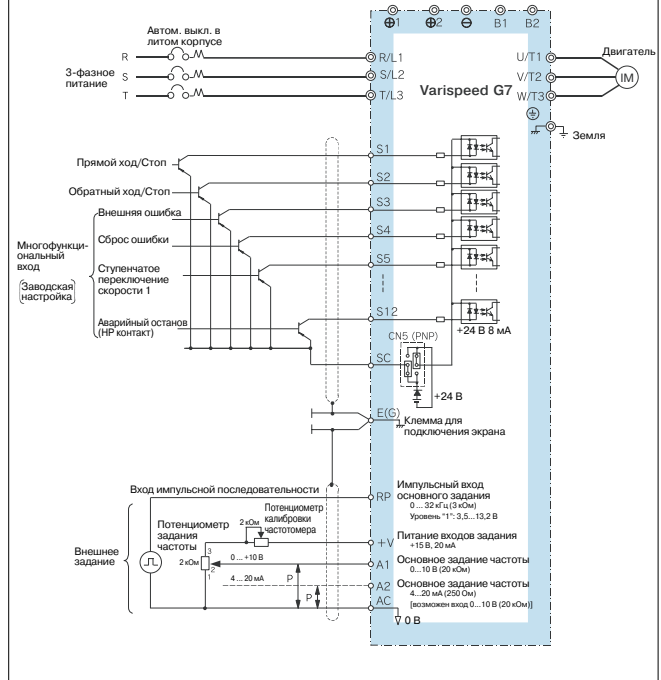 ⊕1 ⊕2 ⊖ B1 B2
Автом. выкл. в
литом корпусе
R
R/L1
U/T1
Двигатель
3-фазное
питание
S
S/L2
Varispeed G7
V/T2
IM
T
T/L3
W/T3
Земля
Прямой ход/Стоп
S1
Обратный ход/Стоп
S2
Внешняя ошибка
S3
Многофункци-
ональный
вход
Заводская
настройка
Сброс ошибки
S4
Ступенчатое
переключение
скорости 1
S5
Аварийный останов
(НР контакт)
S12
+24 В 8 мА
CN5 (PNP)
SC
+24 В
E(G)
Клемма для
подключения экрана
Вход импульсной последовательности
RP
Импульсный вход
основного задания
0 ... 32 кГц (3 кОм)
Уровень "1": 3,5...13,2 В
Потенциометр
калибровки
частотомера
2 кОм
Потенциометр
задания
частоты
Внешнее
задание
+V
Питание входов задания
+15 В, 20 мА
3
2 кОм
2
1
0 ... +10 В
P
A1
Основное задание частоты
0...10 В (20 кОм)
4 ... 20 мА
P
A2
Основное задание частоты
4...20 мА (250 Ом)
[возможен вход 0...10 В (20 кОм)]
AC
0 В